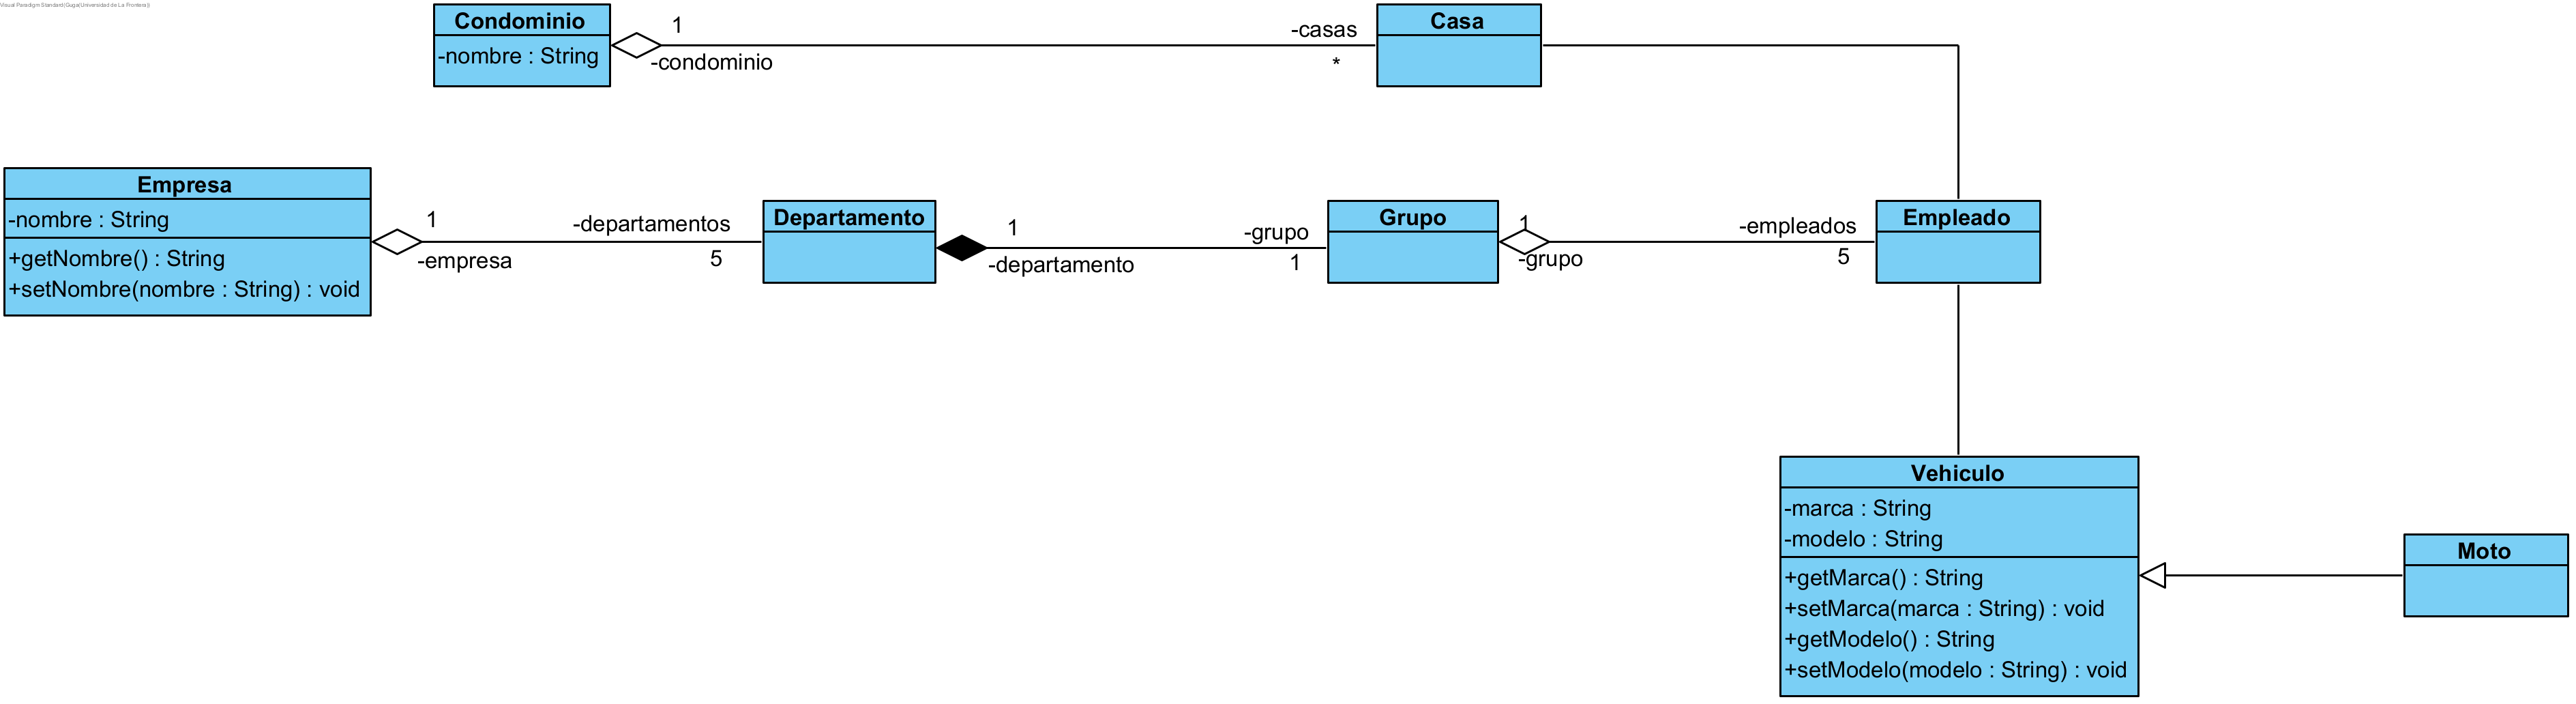 Visual Paradigm Standard(Guga(Universidad de La Frontera))
Condominio
-nombre : String
1
-condominio
-casas
*
Casa
Empresa
-nombre : String
+getNombre() : String
+setNombre(nombre : String) : void
1
-empresa
-departamentos
5
Departamento
1
-departamento
-grupo
1
Grupo
1
-grupo
-empleados
5
Empleado
Vehiculo
-marca : String
-modelo : String
+getMarca() : String
+setMarca(marca : String) : void
+getModelo() : String
+setModelo(modelo : String) : void
Moto